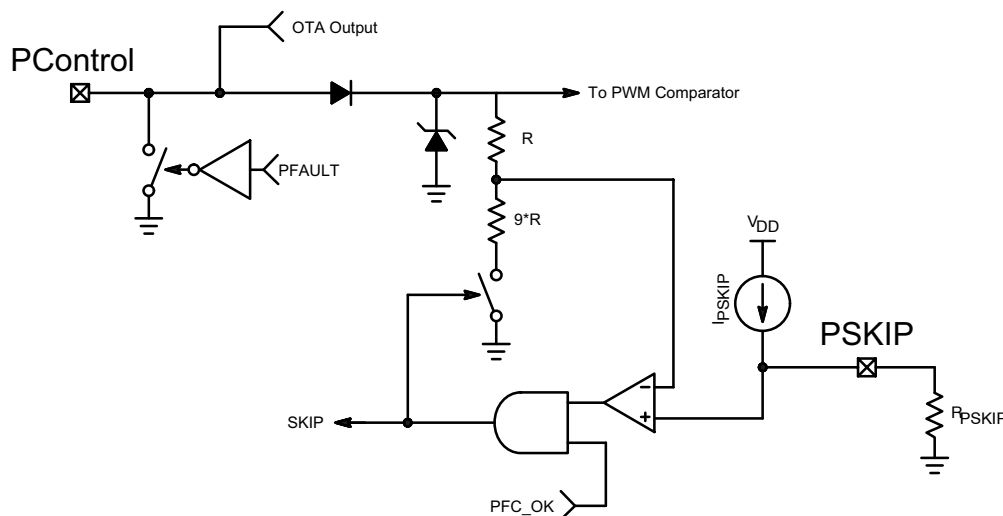 OTA Output
PControl
To PWM Comparator
R
PFAULT
9*R
VDD
IPSKIP
PSKIP
SKIP
RPSKIP
PFC_OK